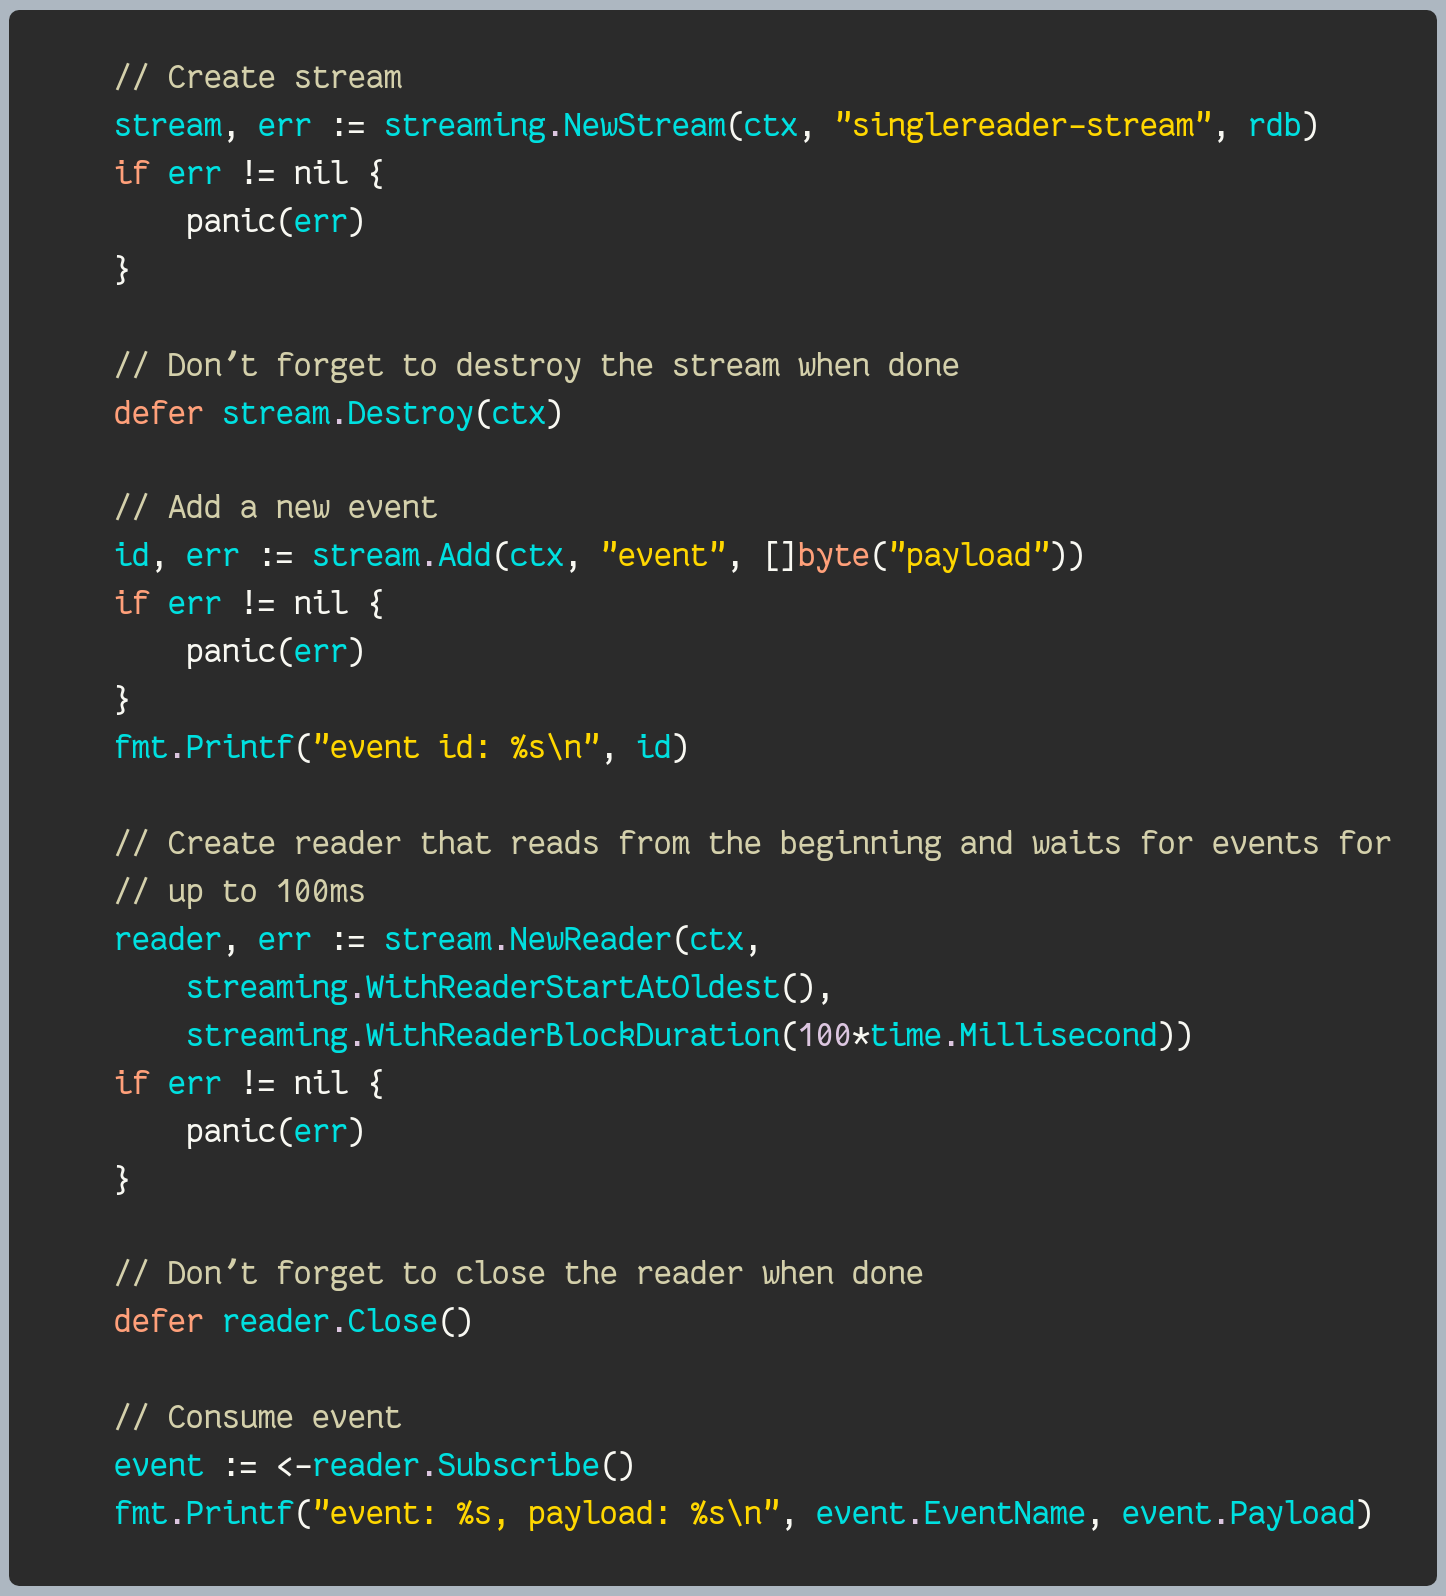 // Create stream
stream, err := streaming.NewStream(ctx, "singlereader-stream", rdb)
if err != nil {
    panic(err)
}

// Don't forget to destroy the stream when done
defer stream.Destroy(ctx)

// Add a new event
id, err := stream.Add(ctx, "event", []byte("payload"))
if err != nil {
    panic(err)
}
fmt.Printf("event id: %s\n", id)

// Create reader that reads from the beginning and waits for events for
// up to 100ms
reader, err := stream.NewReader(ctx,
    streaming.WithReaderStartAtOldest(),
    streaming.WithReaderBlockDuration(100*time.Millisecond))
if err != nil {
    panic(err)
}

// Don't forget to close the reader when done
defer reader.Close()

// Consume event
event := <-reader.Subscribe()
fmt.Printf("event: %s, payload: %s\n", event.EventName, event.Payload)